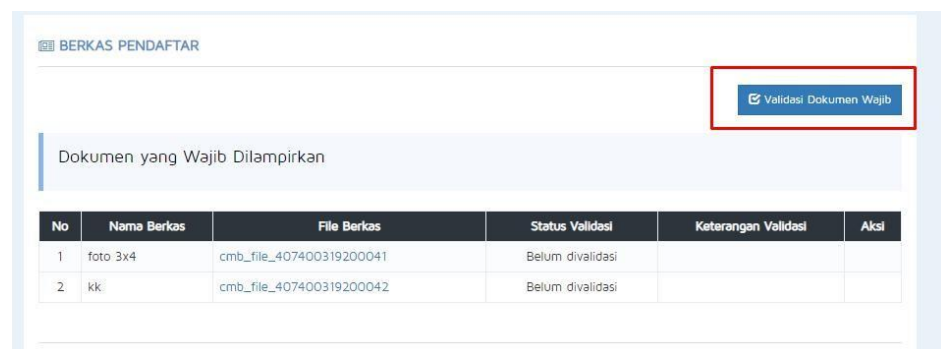 BERKAS PENDAFTAR
Validasi Dokumen Wajib
Dokumen yang Wajib Dilampirkan
No Nama Berkas File Berkas Status Validasi Keterangan Validasi Aksi
1 foto 3x4 cmb_file_407400319200041 Belum divalidasi
2 kk cmb_file_407400319200042 Belum divalidasi